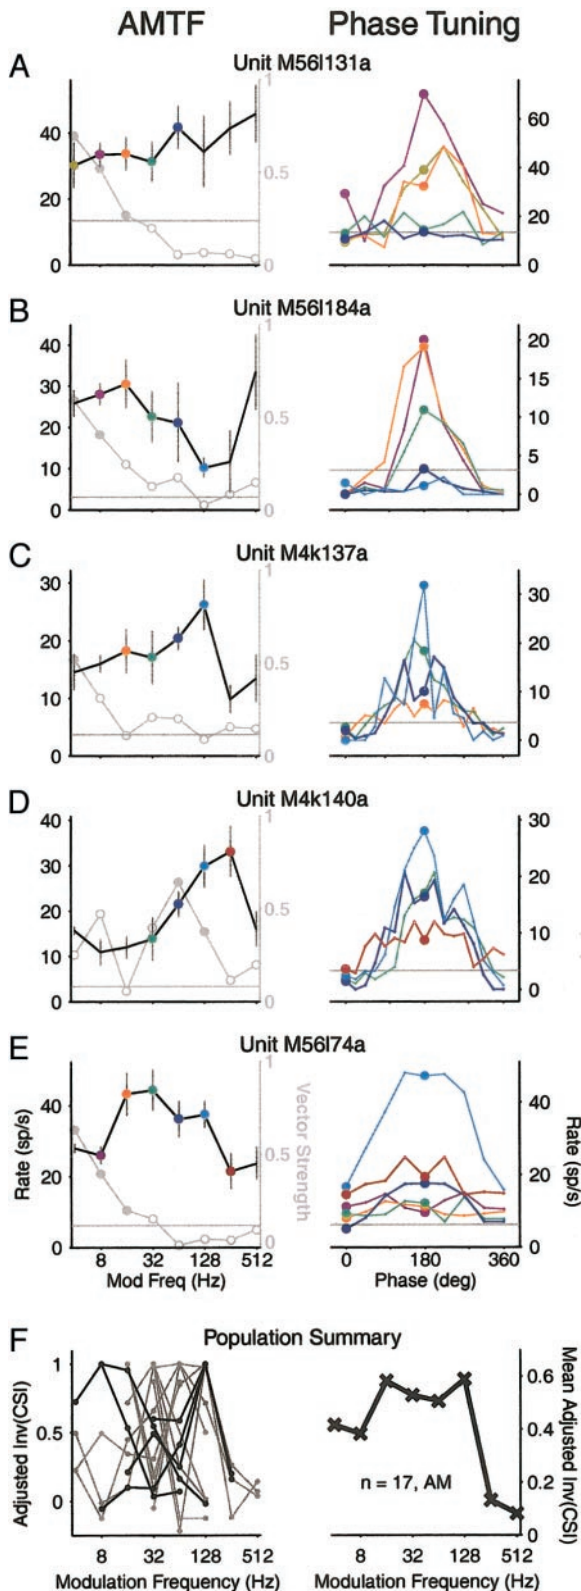 AMTF Phase Tuning
A Unit M56l131a
40
20
0
1
0.5
0
60
40
20
0
B Unit M56l184a
40
30
20
10
0
1
0.5
0
20
15
10
5
0
C Unit M4k137a
30
20
10
0
1
0.5
0
30
20
10
0
D Unit M4k140a
40
30
20
10
0
1
0.5
0
30
20
10
0
E Unit M56l74a
Rate (sp/s)
40
20
0
1
0.5
0
Vector Strength
8 32 128 512
Mod Freq (Hz)
40
20
0
Rate (sp/s)
0 180 360
Phase (deg)
F Population Summary
Adjusted Inv(CSI)
1
0.5
0
8 32 128 512
Modulation Frequency (Hz)
n = 17, AM
0.6
0.4
0.2
0
Mean Adjusted Inv(CSI)
8 32 128 512
Modulation Frequency (Hz)